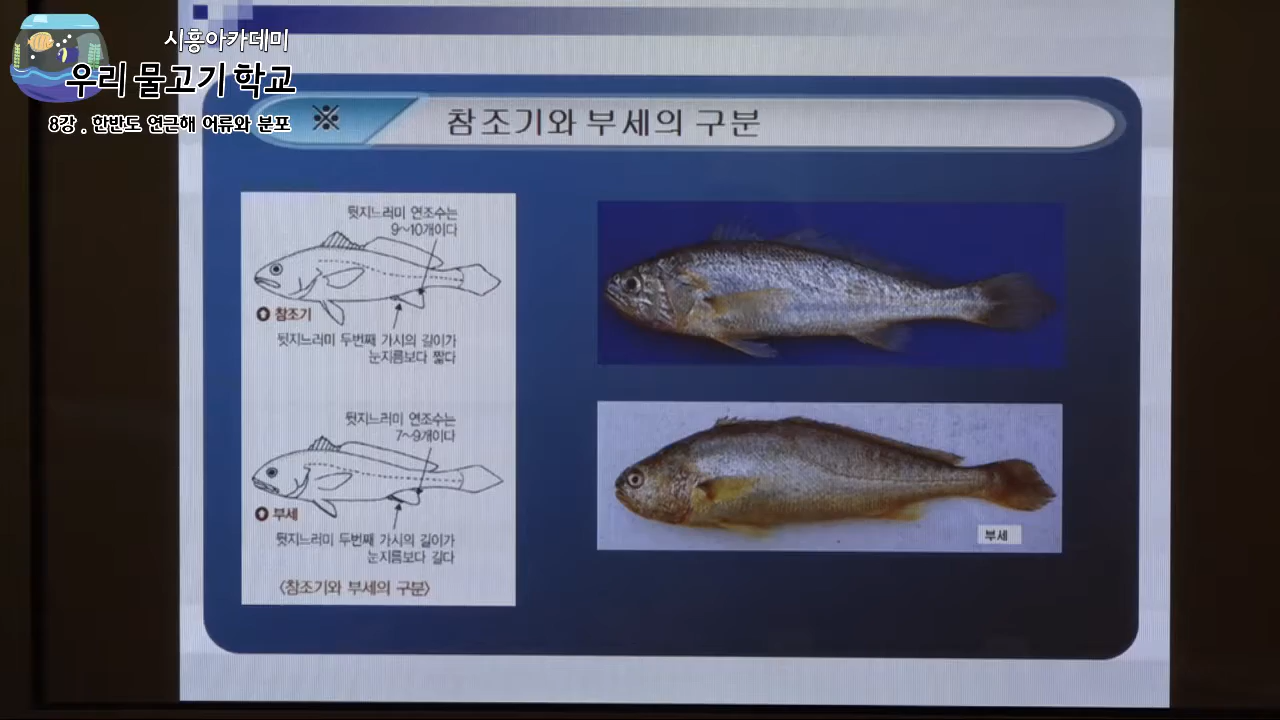 시흥아카데미
우리 물고기 학교
8강 . 한반도 연근해 어류와 분포
※ 참조기와 부세의 구분
뒷지느러미 연조수는
9~10개이다
참조기
뒷지느러미 두번째 가시의 길이가
눈지름보다 짧다
뒷지느러미 연조수는
7~9개이다
부세
뒷지느러미 두번째 가시의 길이가
눈지름보다 길다
<참조기와 부세의 구분>
부세